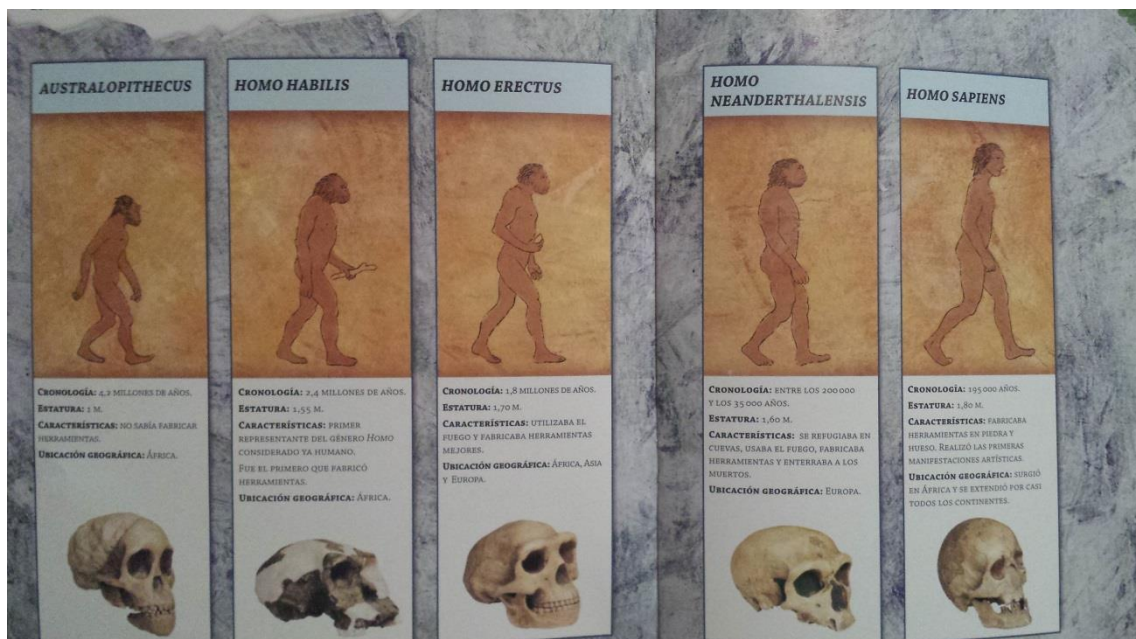 AUSTRALOPITHECUS
CRONOLOGÍA: 4,2 MILLONES DE AÑOS.
ESTATURA: 1 M.
CARACTERÍSTICAS: NO SABÍA FABRICAR
HERRAMIENTAS.
UBICACIÓN GEOGRÁFICA: ÁFRICA.
HOMO HABILIS
CRONOLOGÍA: 2,4 MILLONES DE AÑOS.
ESTATURA: 1,55 M.
CARACTERÍSTICAS: PRIMER
REPRESENTANTE DEL GÉNERO HOMO
CONSIDERADO YA HUMANO.
FUE EL PRIMERO QUE FABRICÓ
HERRAMIENTAS.
UBICACIÓN GEOGRÁFICA: ÁFRICA.
HOMO ERECTUS
CRONOLOGÍA: 1,8 MILLONES DE AÑOS.
ESTATURA: 1,70 M.
CARACTERÍSTICAS: UTILIZABA EL
FUEGO Y FABRICABA HERRAMIENTAS
MEJORES.
UBICACIÓN GEOGRÁFICA: ÁFRICA, ASIA
Y EUROPA.
HOMO
NEANDERTHALENSIS
CRONOLOGÍA: ENTRE LOS 200 000
Y LOS 35 000 AÑOS.
ESTATURA: 1,60 M.
CARACTERÍSTICAS: SE REFUGIABA EN
CUEVAS, USABA EL FUEGO, FABRICABA
HERRAMIENTAS Y ENTERRABA A LOS
MUERTOS.
UBICACIÓN GEOGRÁFICA: EUROPA.
HOMO SAPIENS
CRONOLOGÍA: 195 000 AÑOS.
ESTATURA: 1,80 M.
CARACTERÍSTICAS: FABRICABA
HERRAMIENTAS EN PIEDRA Y
HUESO. REALIZÓ LAS PRIMERAS
MANIFESTACIONES ARTÍSTICAS.
UBICACIÓN GEOGRÁFICA: SURGIÓ
EN ÁFRICA Y SE EXTENDIÓ POR CASI
TODOS LOS CONTINENTES.